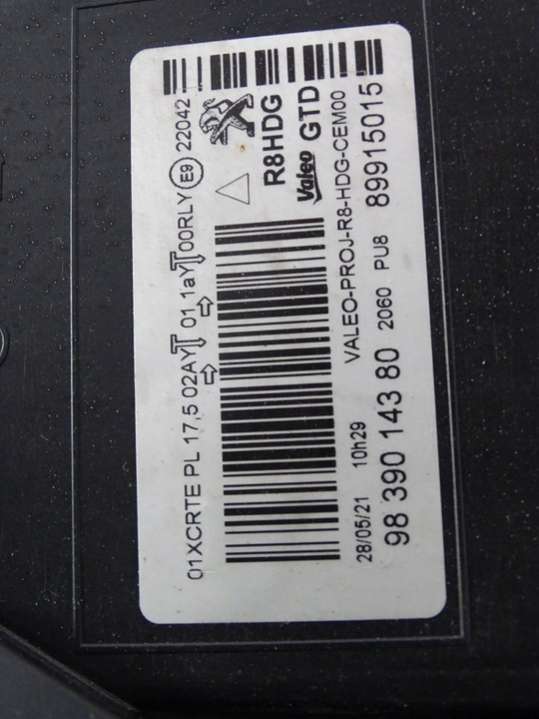 01XCRTE PL 17,5 02AY 01 1aY 00RLY E9 22042
R8HDG
Valeo GTD
VALEO-PROJ-R8-HDG-CEM00
28/05/21 10h29
98 390 143 80 2060 PU8 89915015